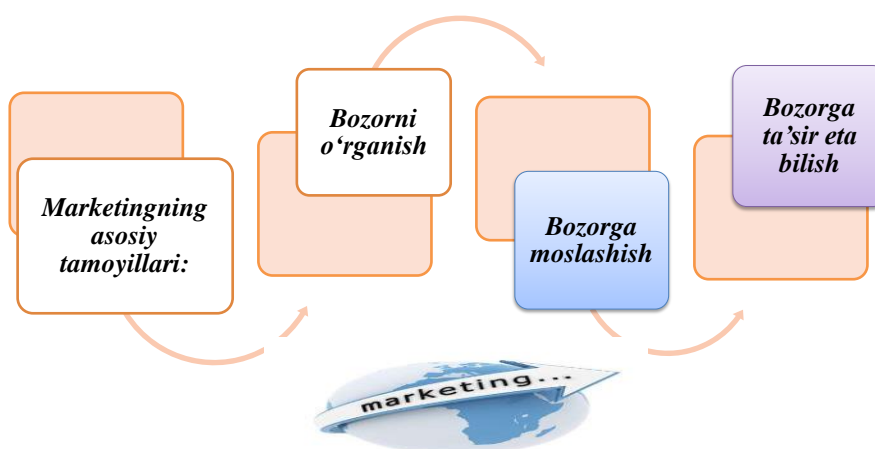 Marketingning
asosiy
tamoyillari:
Bozorni
o‘rganish
Bozorga
moslashish
Bozorga
ta’sir eta
bilish
marketing...